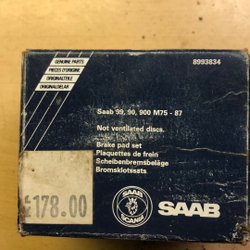 GENUINE PARTS
PIECES D'ORIGINE
ORIGINALTEILE
ORIGINALDELAR
8993834
Saab 99, 90, 900 M75 - 87
Not ventilated discs.
Brake pad set
Plaquettes de frein
Scheibenbremsbeläge
Bromsklotssats
£178.00
SAAB
SCANIA
SAAB